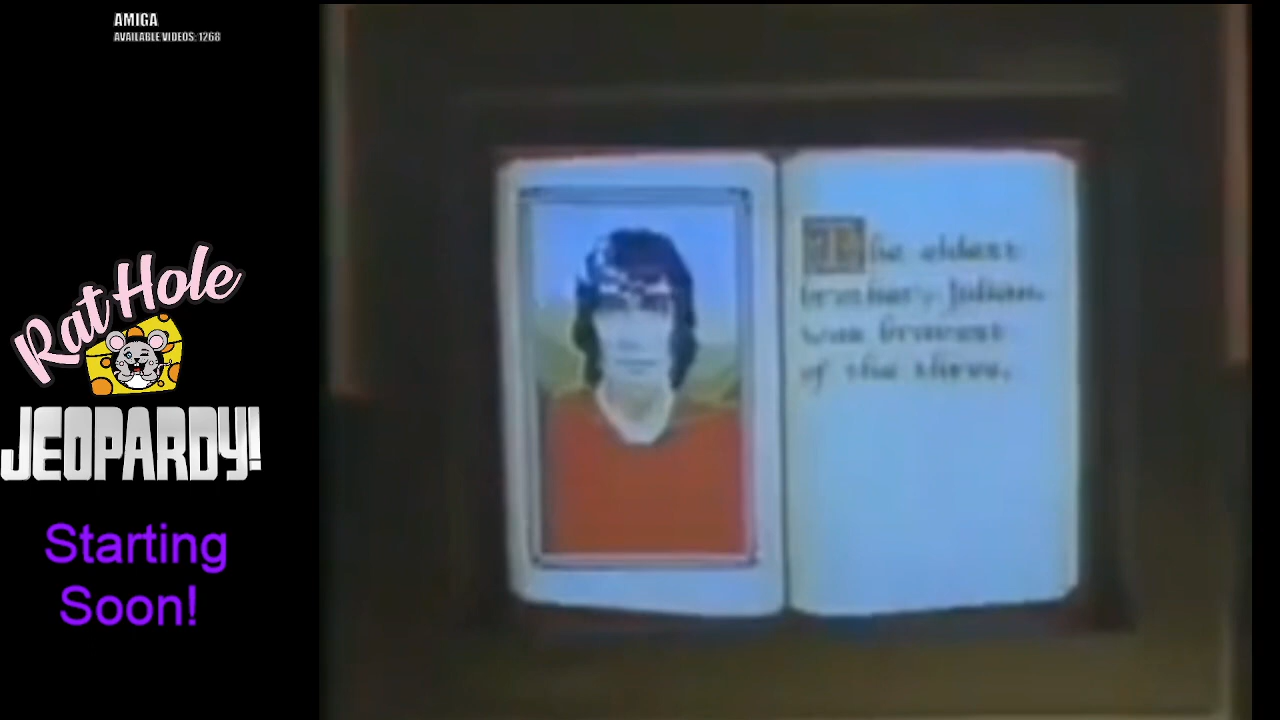 AMIGA
AVAILABLE VIDEOS: 1268
Rat Hole
JEOPARDY!
Starting
Soon!
The eldest
brother, Julian,
was bravest
of the three.